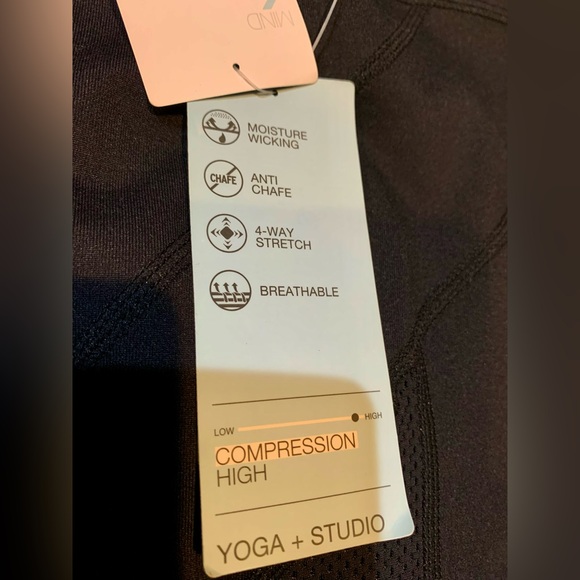 MIND
MOISTURE
WICKING
CHAFE
ANTI
CHAFE
4-WAY
STRETCH
BREATHABLE
LOW HIGH
COMPRESSION
HIGH
YOGA + STUDIO